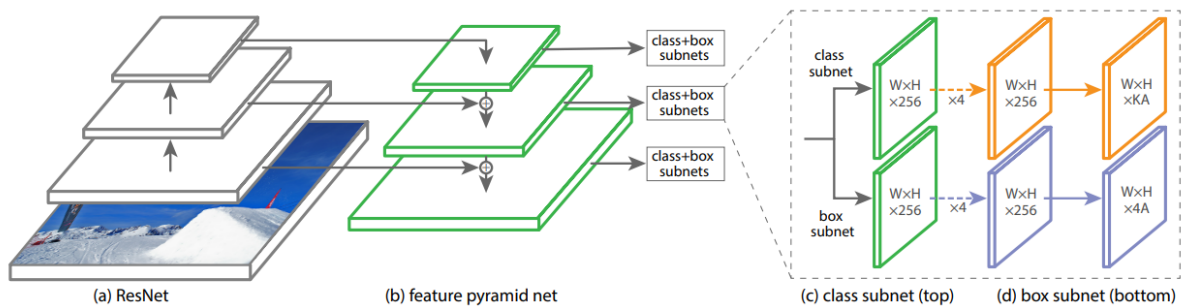 class+box
subnets
class+box
subnets
class+box
subnets
class
subnet
box
subnet
W×H
×256
×4
W×H
×256
W×H
×KA
W×H
×256
×4
W×H
×256
W×H
×4A
(a) ResNet
(b) feature pyramid net
(c) class subnet (top)
(d) box subnet (bottom)